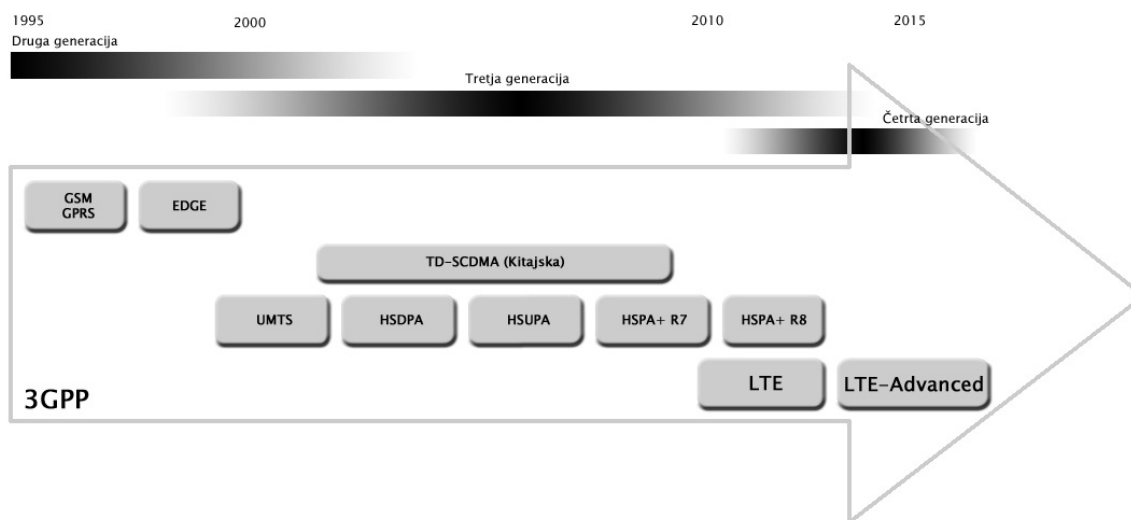 1995
2000
2010
2015
Druga generacija
Tretja generacija
Četrta generacija
GSM
GPRS
EDGE
TD-SCDMA (Kitajska)
UMTS
HSDPA
HSUPA
HSPA+ R7
HSPA+ R8
LTE
LTE-Advanced
3GPP